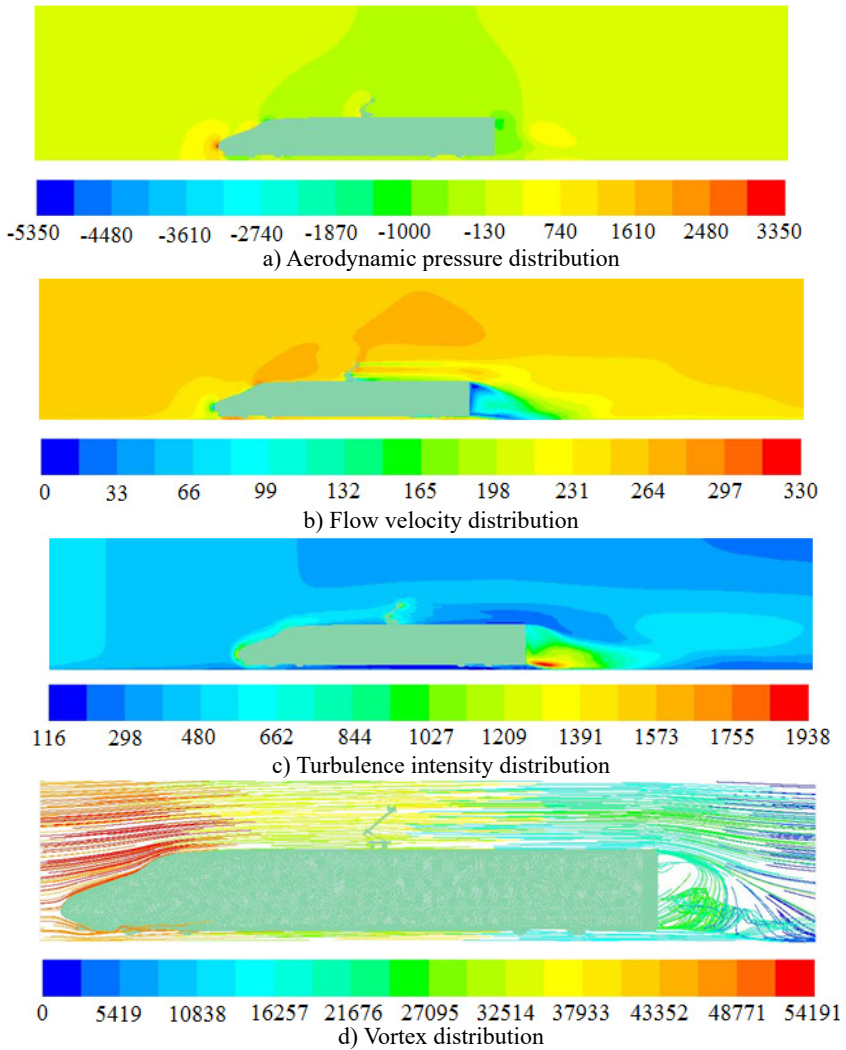 -5350 -4480 -3610 -2740 -1870 -1000 -130 740 1610 2480 3350
a) Aerodynamic pressure distribution
0 33 66 99 132 165 198 231 264 297 330
b) Flow velocity distribution
116 298 480 662 844 1027 1209 1391 1573 1755 1938
c) Turbulence intensity distribution
0 5419 10838 16257 21676 27095 32514 37933 43352 48771 54191
d) Vortex distribution